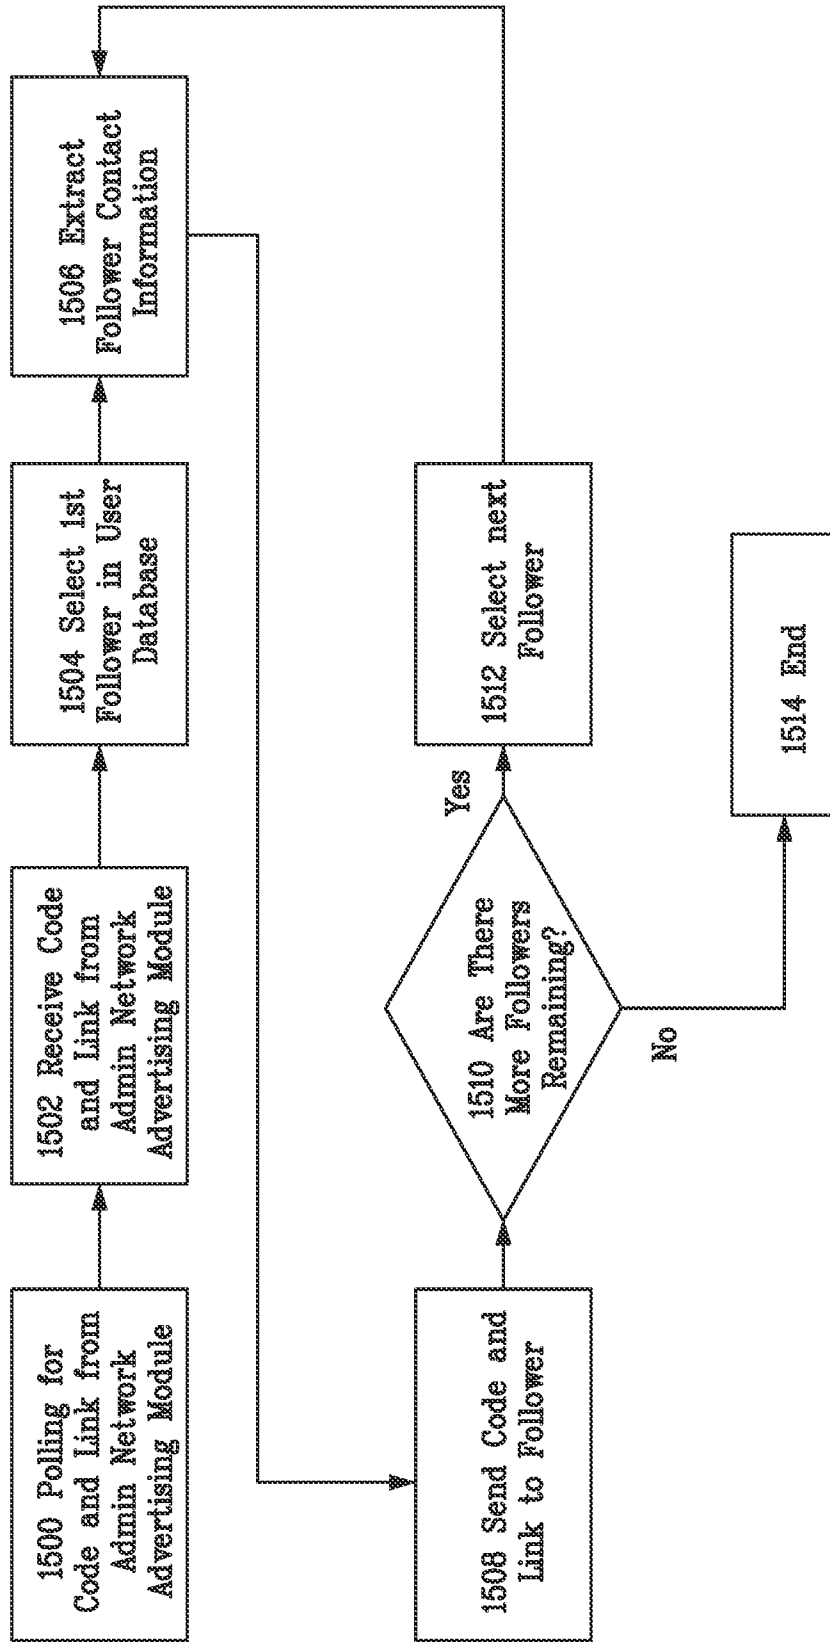 1500 Polling for
Code and Link from
Admin Network
Advertising Module
1502 Receive Code
and Link from
Admin Network
Advertising Module
1504 Select 1st
Follower in User
Database
1506 Extract
Follower Contact
Information
1508 Send Code and
Link to Follower
1510 Are There
More Followers
Remaining?
Yes
No
1512 Select next
Follower
1514 End